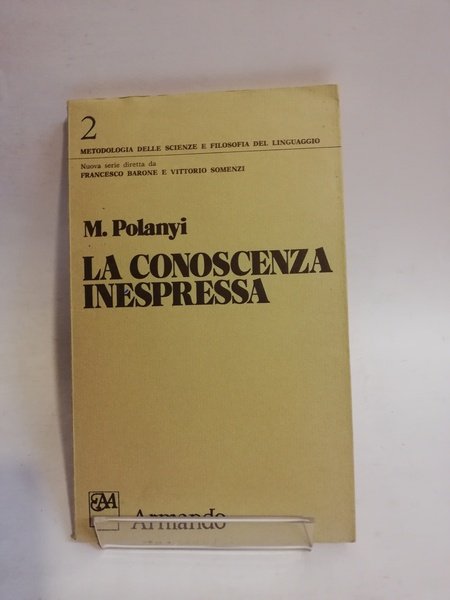 2
METODOLOGIA DELLE SCIENZE E FILOSOFIA DEL LINGUAGGIO
Nuova serie diretta da
FRANCESCO BARONE E VITTORIO SOMENZI
M. Polanyi
LA CONOSCENZA
INESPRESSA
Armando